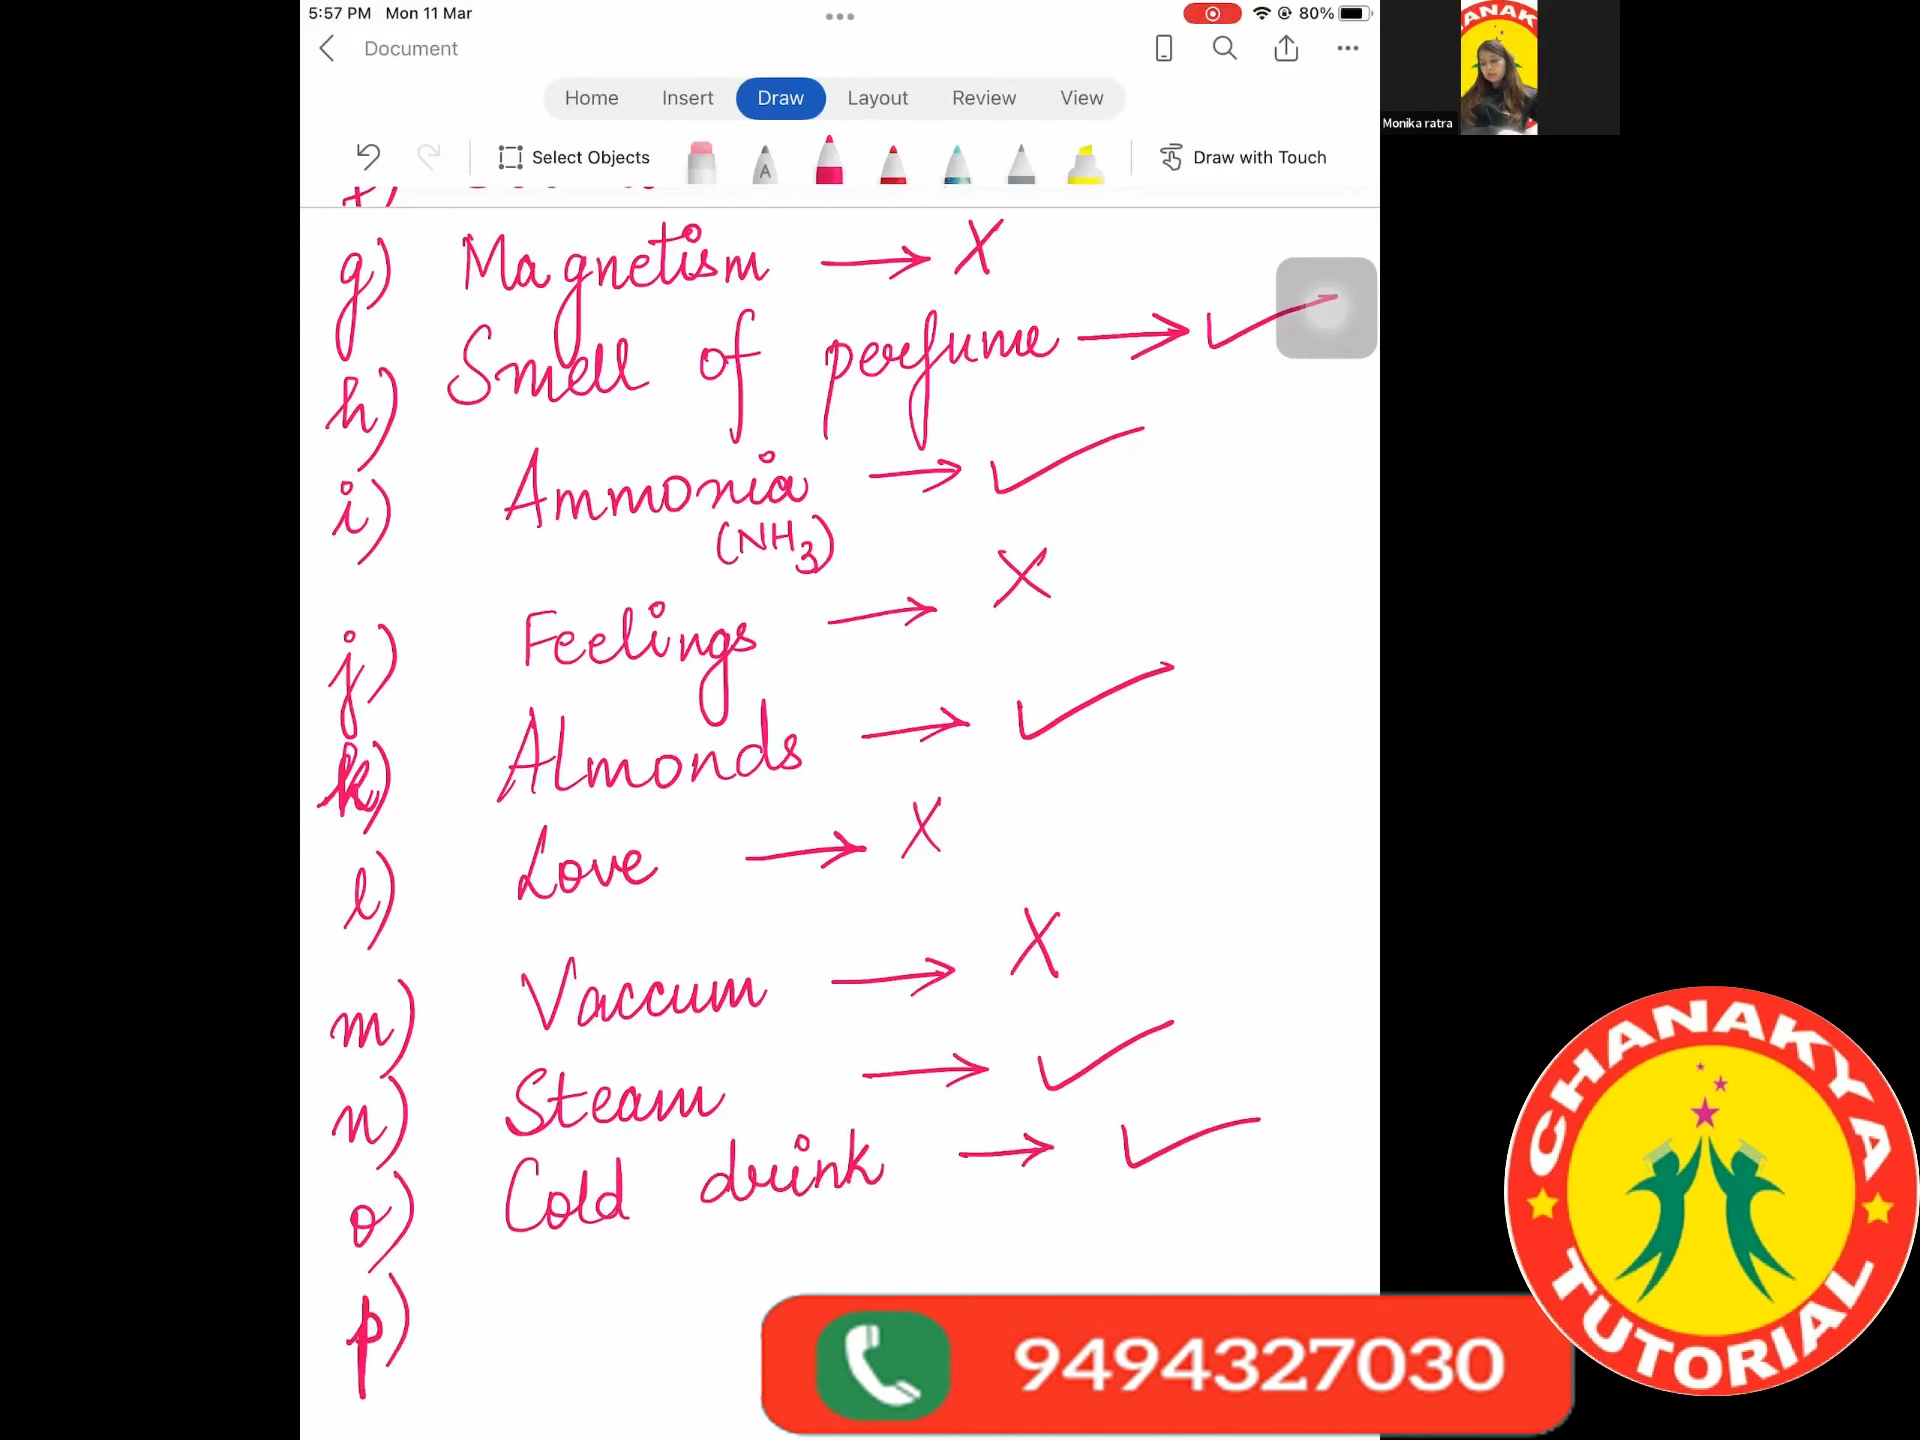 5:57 PM Mon 11 Mar
80%
Document
Home Insert Draw Layout Review View
Select Objects
A
Draw with Touch
Monika ratra
CHANAK
g) Magnetism → X
h) Smell of perfume → ✓
i) Ammonia → ✓
(NH3)
j) Feelings → X
k) Almonds → ✓
l) Love → X
m) Vaccum → X
n) Steam → ✓
o) Cold drink → ✓
p)
CHANAKYA
TUTORIAL
9494327030